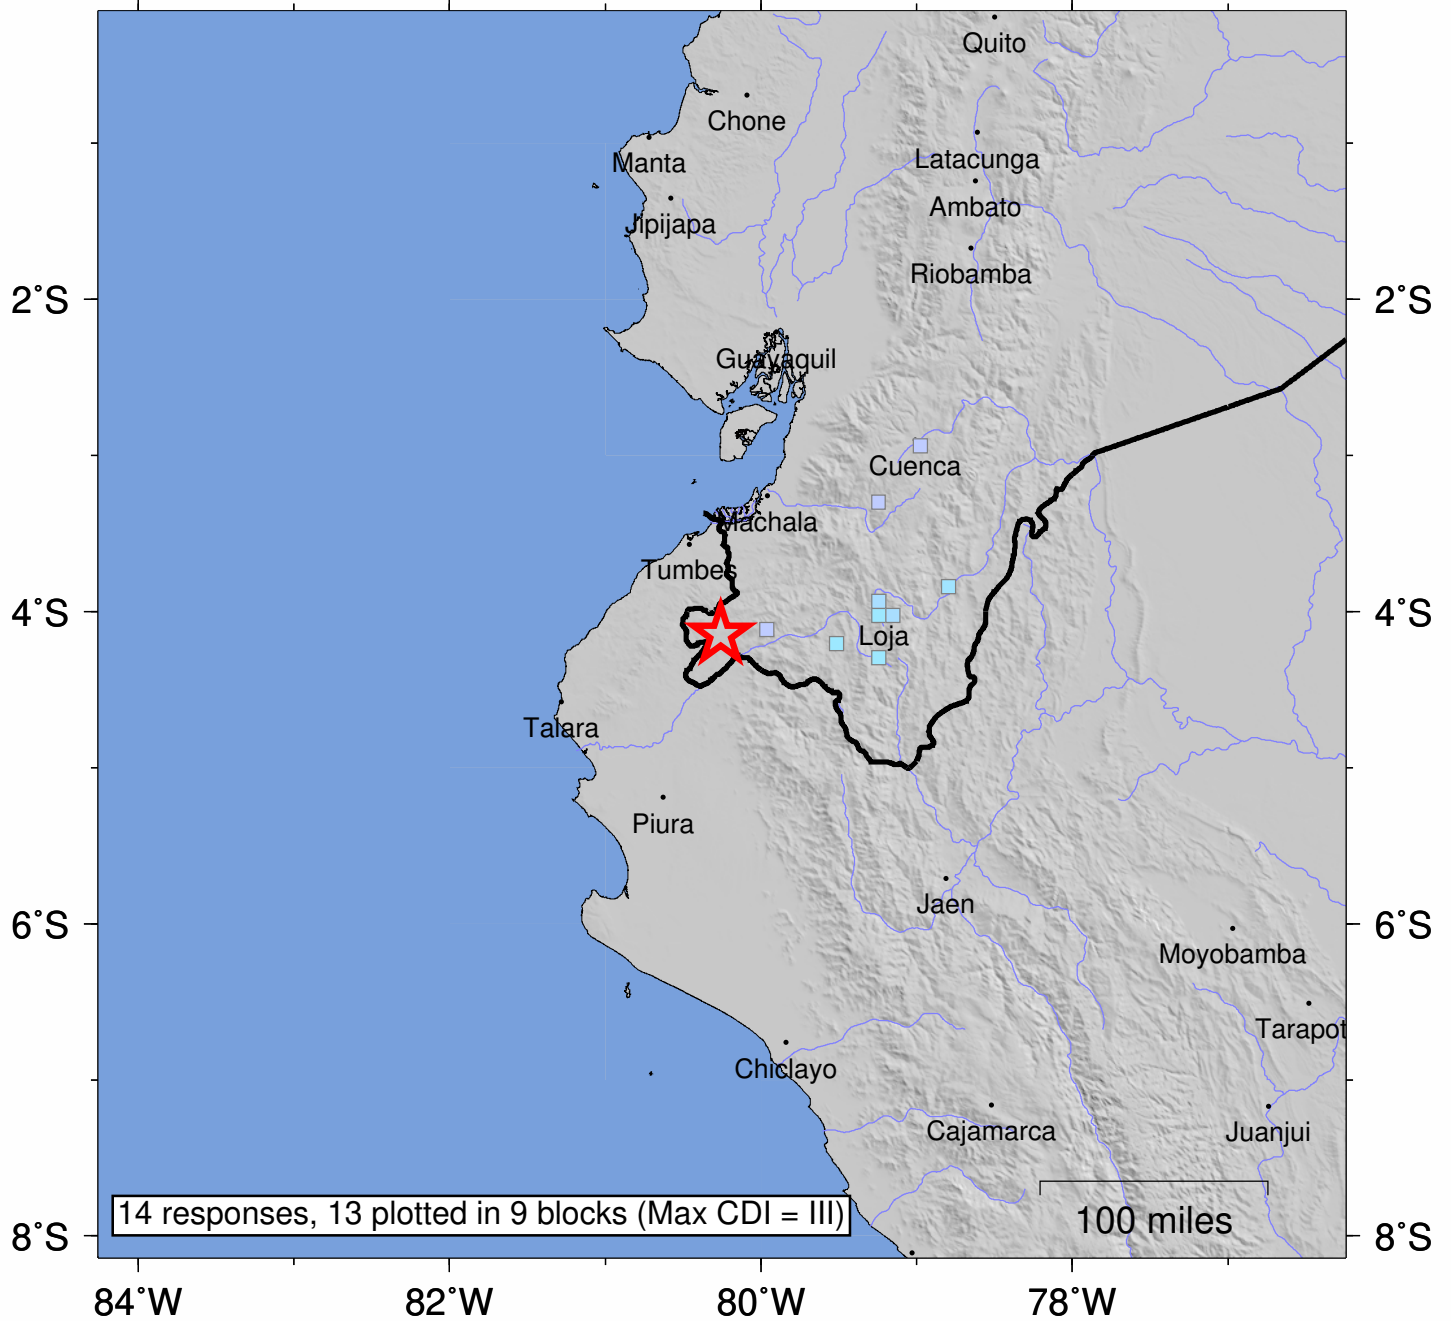 Quito
Chone
Latacunga
Manta
Ambato
Jipijapa
Riobamba
2°S
2°S
Guayaquil
Cuenca
Machala
Tumbes
4°S
4°S
Loja
Talara
Piura
Jaen
6°S
6°S
Moyobamba
Tarapot
Chiclayo
Cajamarca
Juanjui
14 responses, 13 plotted in 9 blocks (Max CDI = III)
100 miles
8°S
8°S
84°W
82°W
80°W
78°W